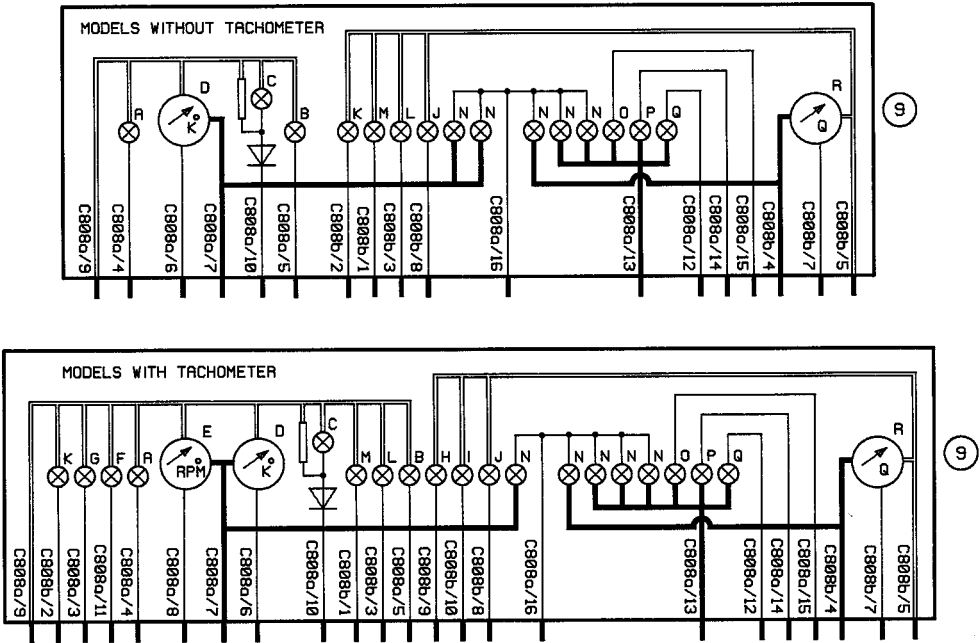 MODELS WITHOUT TACHOMETER
A
D
°K
C
B
K
M
L
J
N
N
N
N
N
O
P
Q
R
Q
9
C808a/9
C808a/4
C808a/6
C808a/7
C808a/10
C808a/5
C808b/2
C808b/1
C808b/3
C808b/8
C808a/16
C808a/13
C808a/12
C808a/14
C808a/15
C808b/4
C808b/7
C808b/5
MODELS WITH TACHOMETER
K
G
F
A
E
RPM
D
°K
C
M
L
B
H
I
J
N
N
N
N
N
O
P
Q
R
Q
9
C808a/9
C808b/2
C808a/3
C808a/11
C808a/4
C808a/8
C808a/7
C808a/6
C808a/10
C808b/1
C808b/3
C808a/5
C808b/9
C808b/10
C808b/8
C808a/16
C808a/13
C808a/12
C808a/14
C808a/15
C808b/4
C808b/7
C808b/5